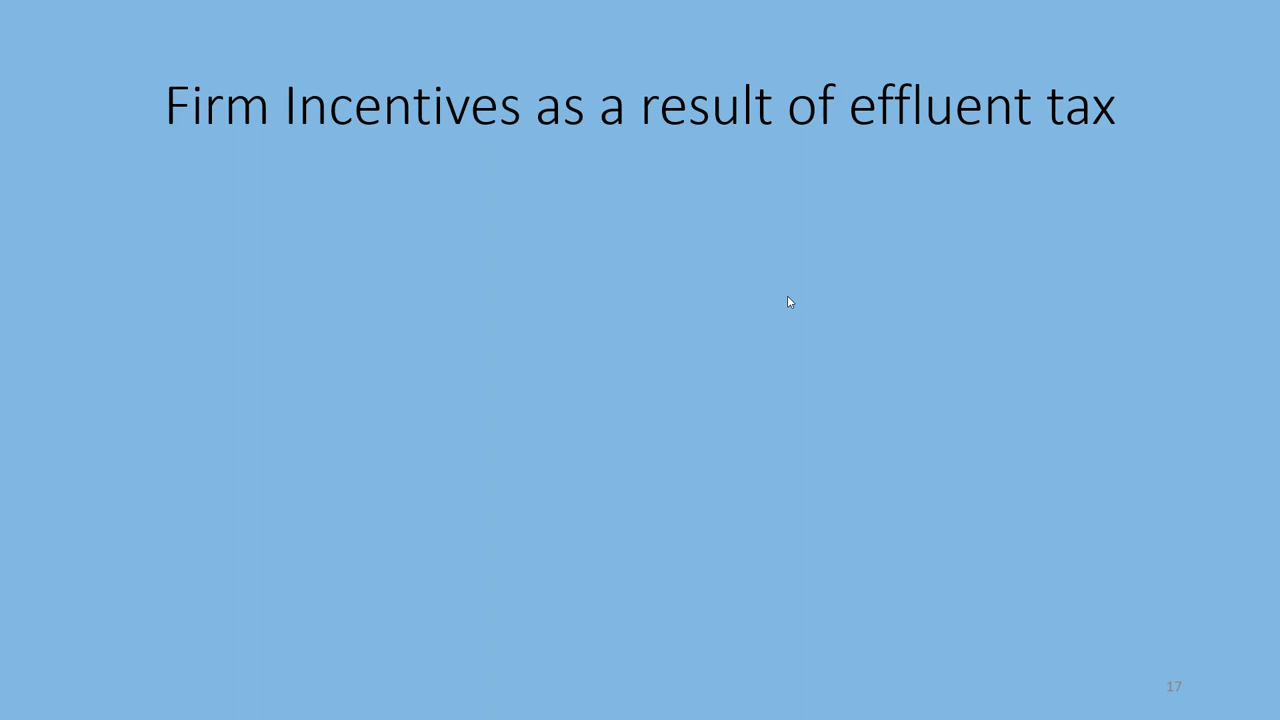 Firm Incentives as a result of effluent tax
17